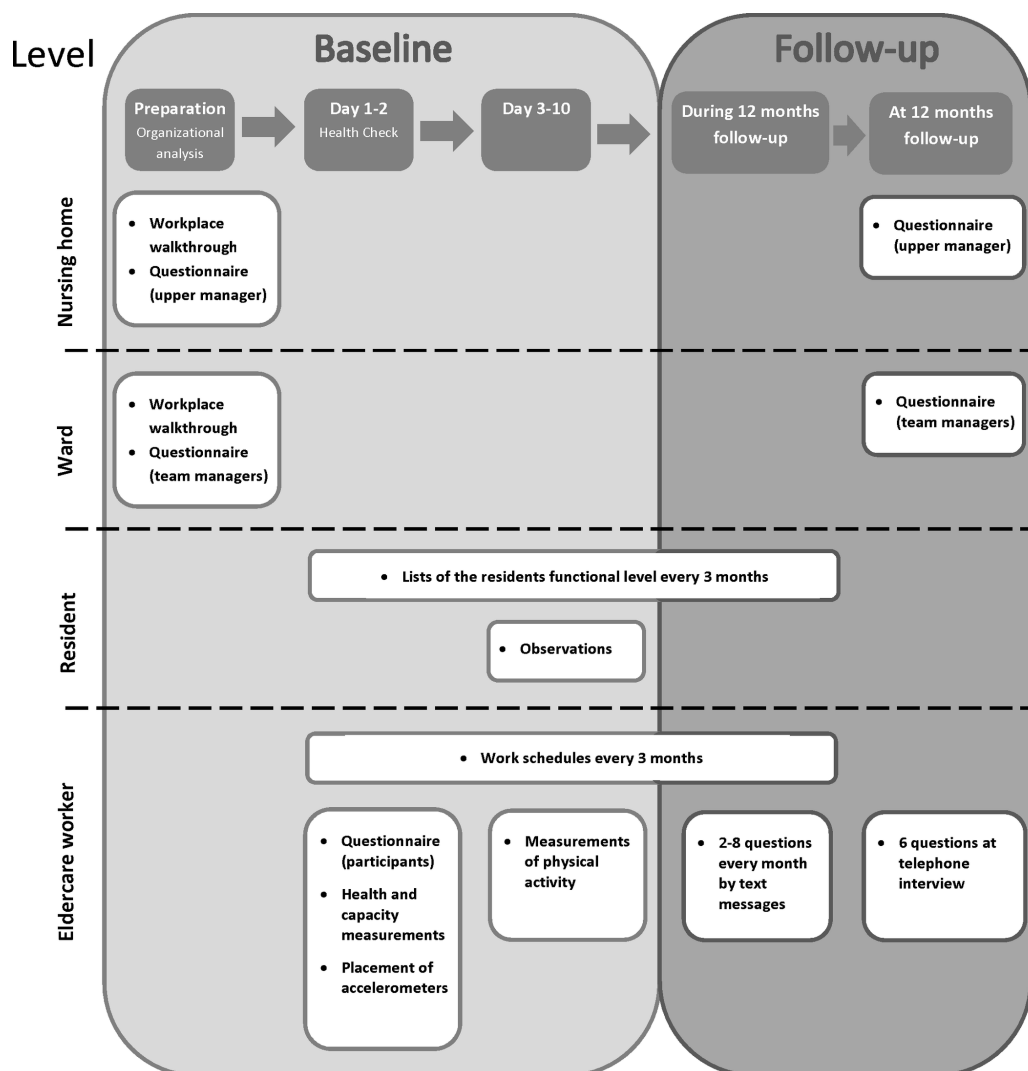 Level
Baseline
Follow-up
Preparation
Organizational
analysis
Day 1-2
Health Check
Day 3-10
During 12 months
follow-up
At 12 months
follow-up
Nursing home
• Workplace
walkthrough
• Questionnaire
(upper manager)
• Questionnaire
(upper manager)
Ward
• Workplace
walkthrough
• Questionnaire
(team managers)
• Questionnaire
(team managers)
Resident
• Lists of the residents functional level every 3 months
• Observations
Eldercare worker
• Work schedules every 3 months
• Questionnaire
(participants)
• Health and
capacity
measurements
• Placement of
accelerometers
• Measurements
of physical
activity
• 2-8 questions
every month
by text
messages
• 6 questions at
telephone
interview